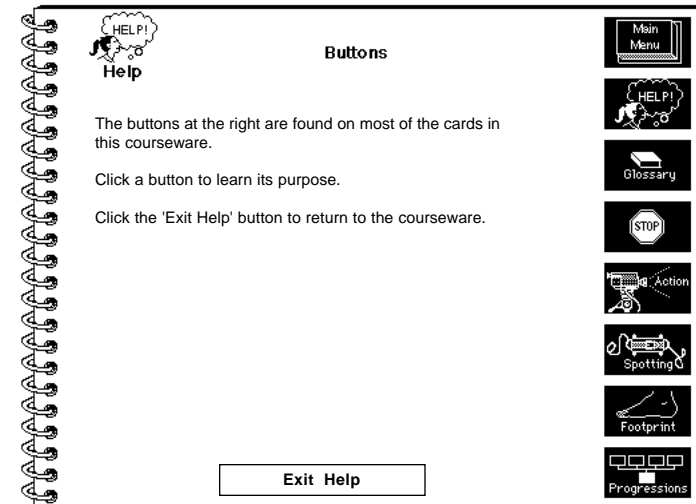 HELP!
Help
Buttons
The buttons at the right are found on most of the cards in
this courseware.
Click a button to learn its purpose.
Click the 'Exit Help' button to return to the courseware.
Exit Help
Main
Menu
HELP!
Glossary
STOP
Action
Spotting
Footprint
Progressions